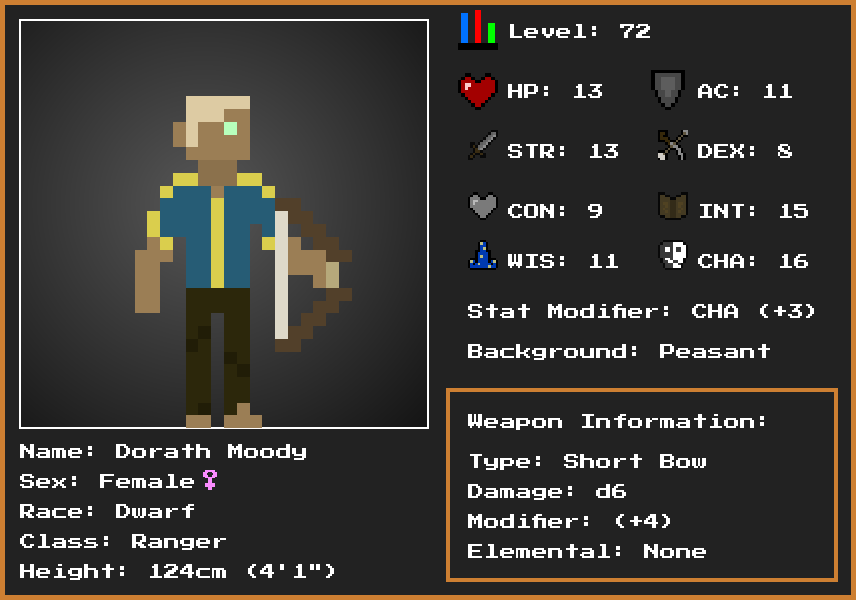 Level: 72
HP: 13
AC: 11
STR: 13
DEX: 8
CON: 9
INT: 15
WIS: 11
CHA: 16
Stat Modifier: CHA (+3)
Background: Peasant
Weapon Information:
Type: Short Bow
Damage: d6
Modifier: (+4)
Elemental: None
Name: Dorath Moody
Sex: Female♀
Race: Dwarf
Class: Ranger
Height: 124cm (4'1")